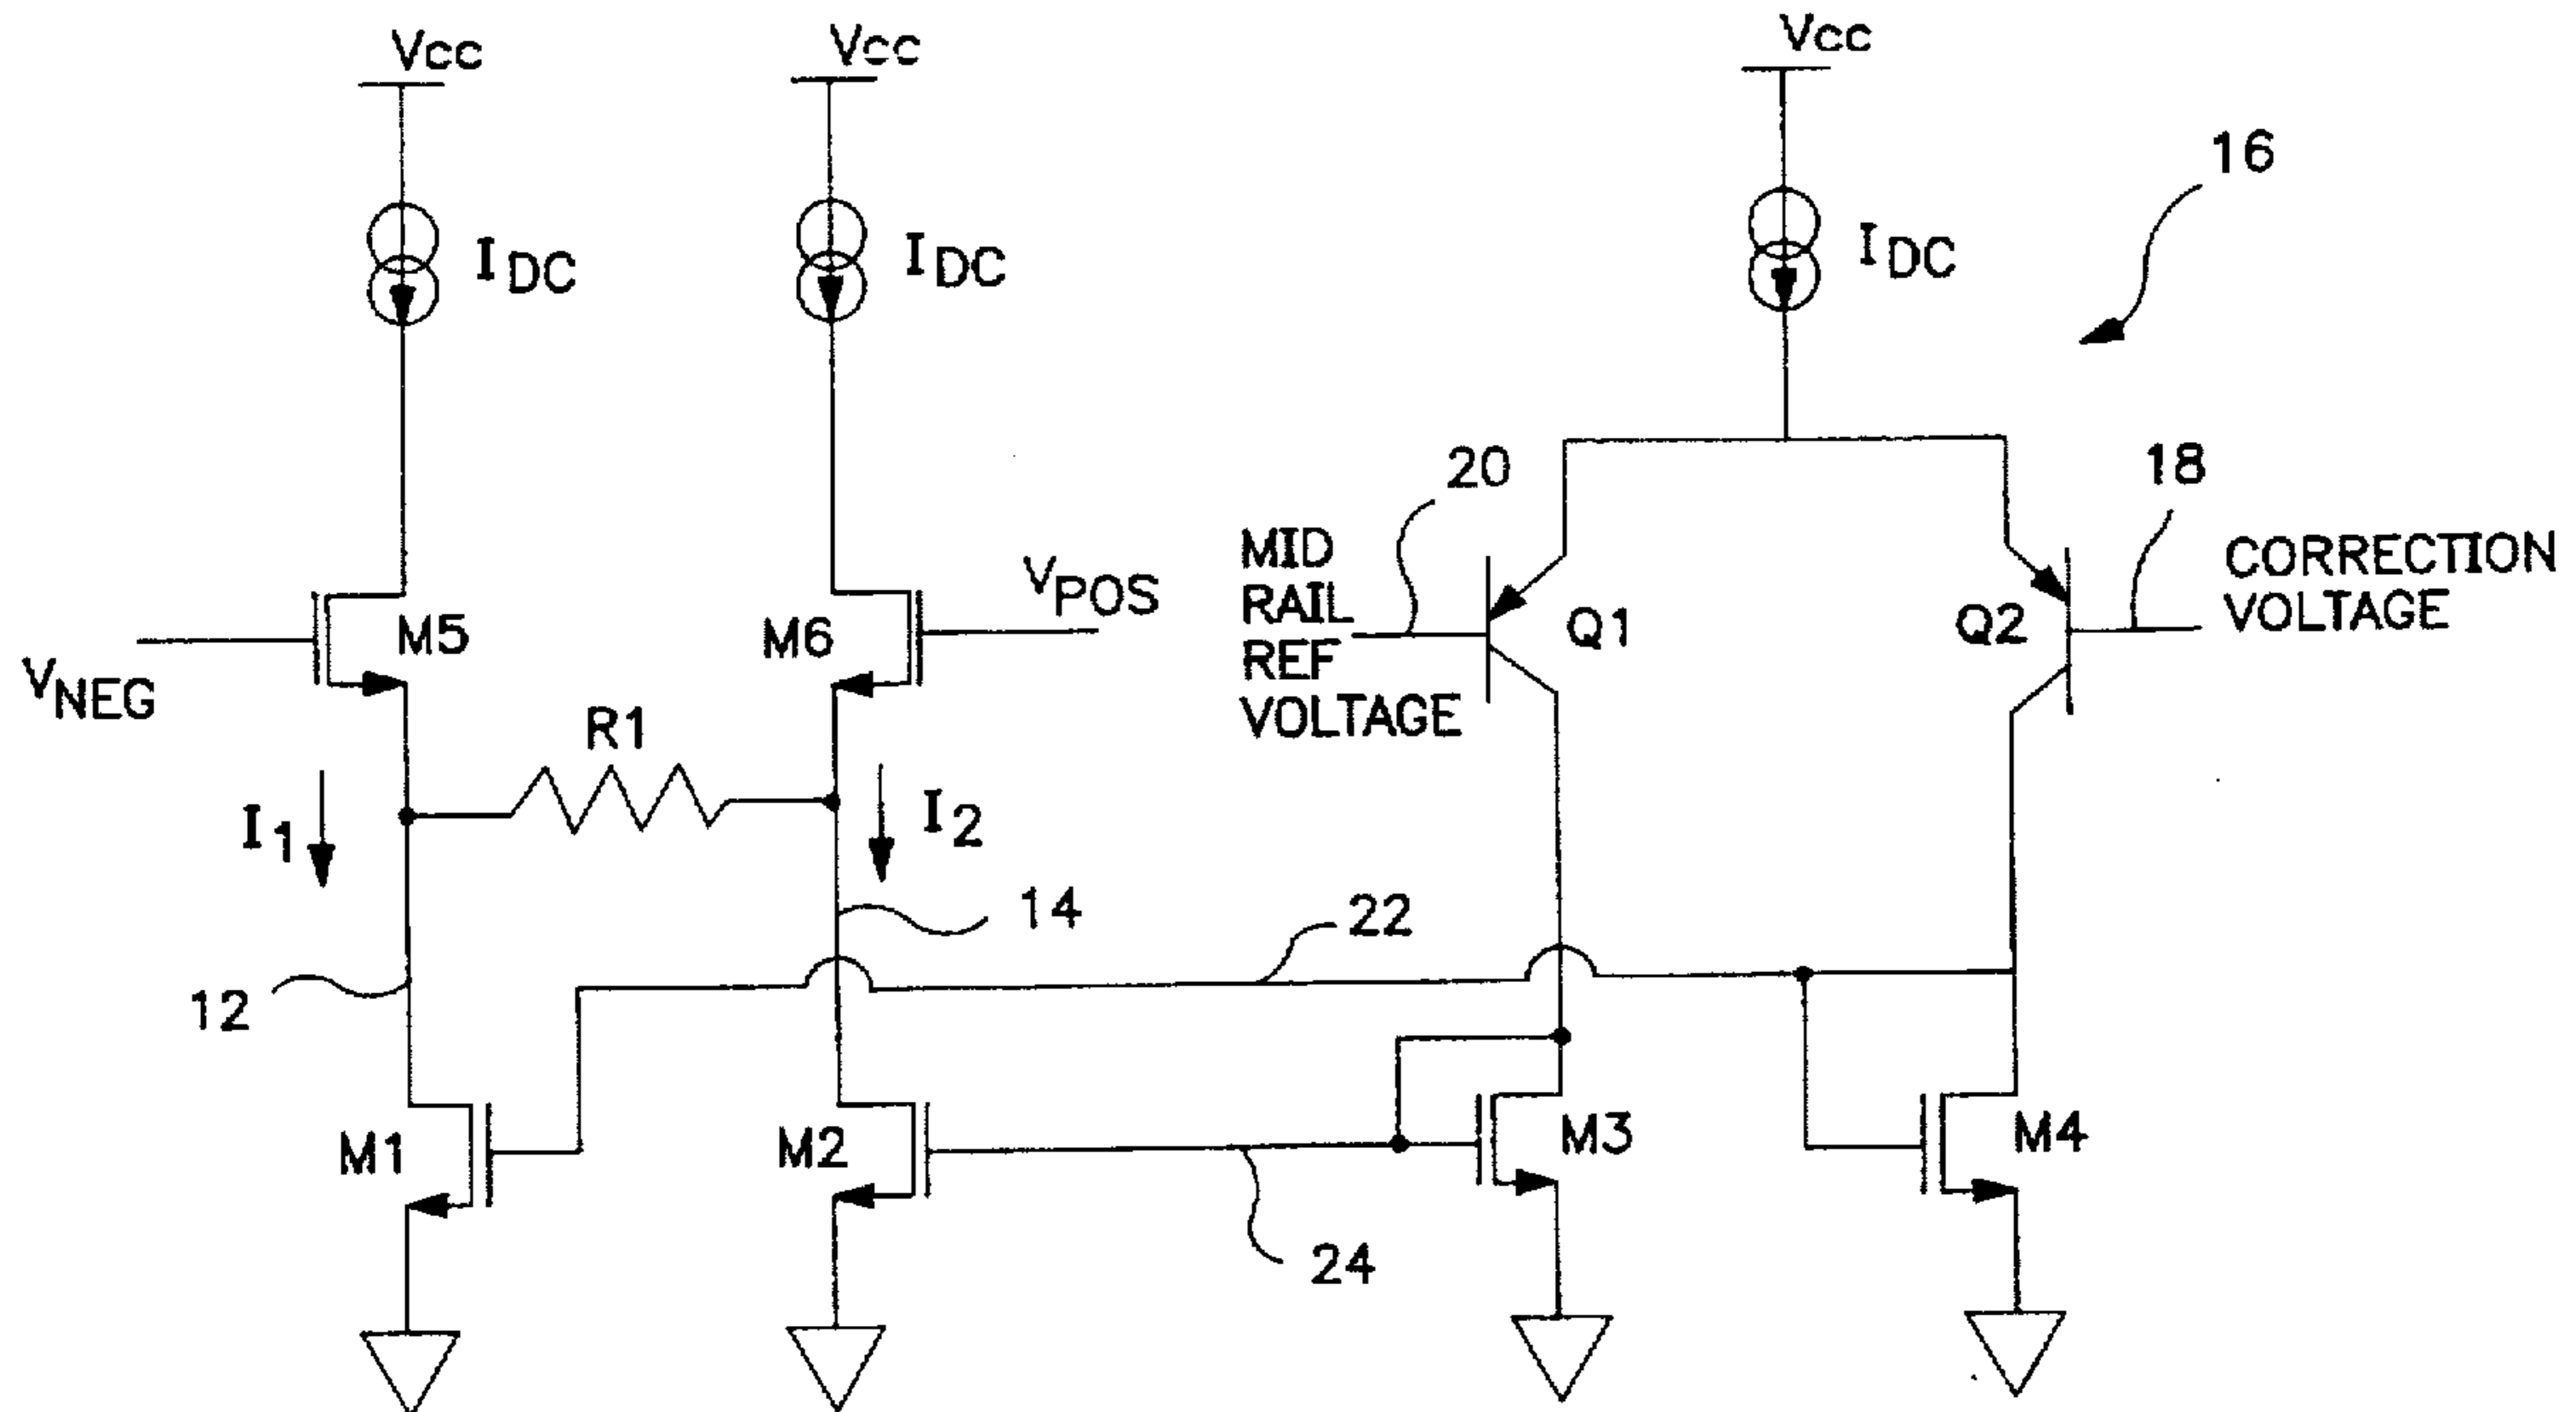 Vcc
Vcc
Vcc
16
IDC
IDC
IDC
20
18
MID
RAIL
REF
VOLTAGE
CORRECTION
VOLTAGE
VNEG
M5
M6
VPOS
Q1
Q2
R1
I1
I2
14
22
12
M1
M2
M3
M4
24